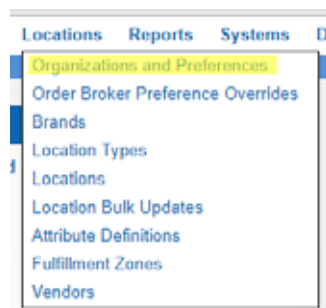 Locations Reports Systems
Organizations and Preferences
Order Broker Preference Overrides
Brands
Location Types
Locations
Location Bulk Updates
Attribute Definitions
Fulfillment Zones
Vendors